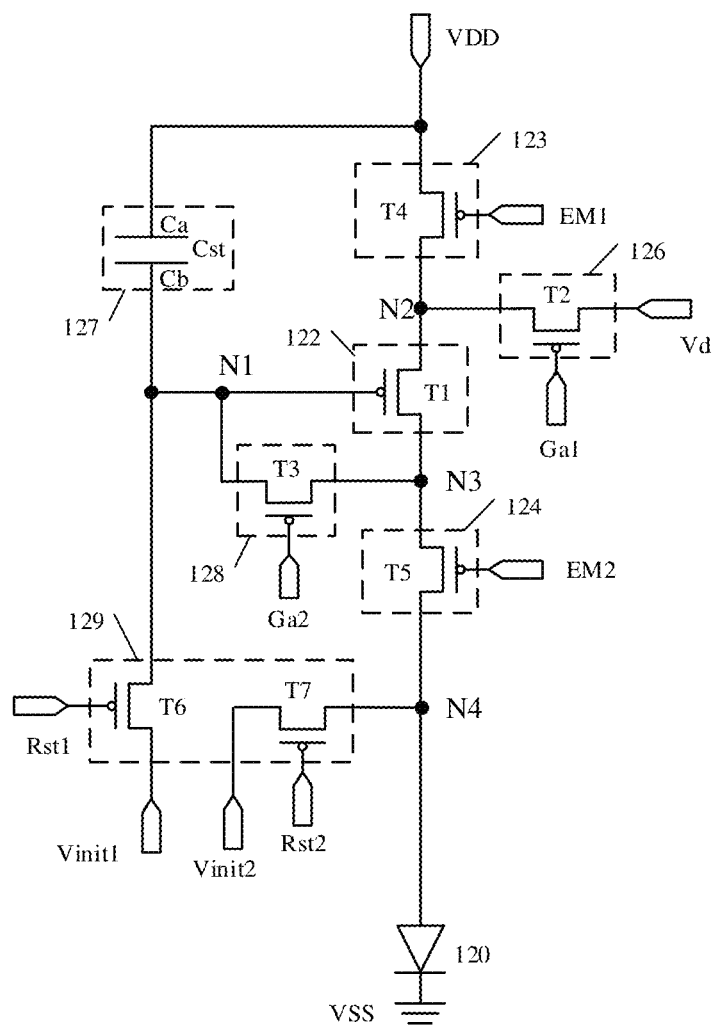 VDD
123
Ca
Cst
Cb
T4
EM1
126
127
N2
T2
122
Vd
N1
T1
Ga1
T3
N3
124
128
T5
EM2
Ga2
129
T6
T7
N4
Rst1
Vinit1
Vinit2
Rst2
120
VSS